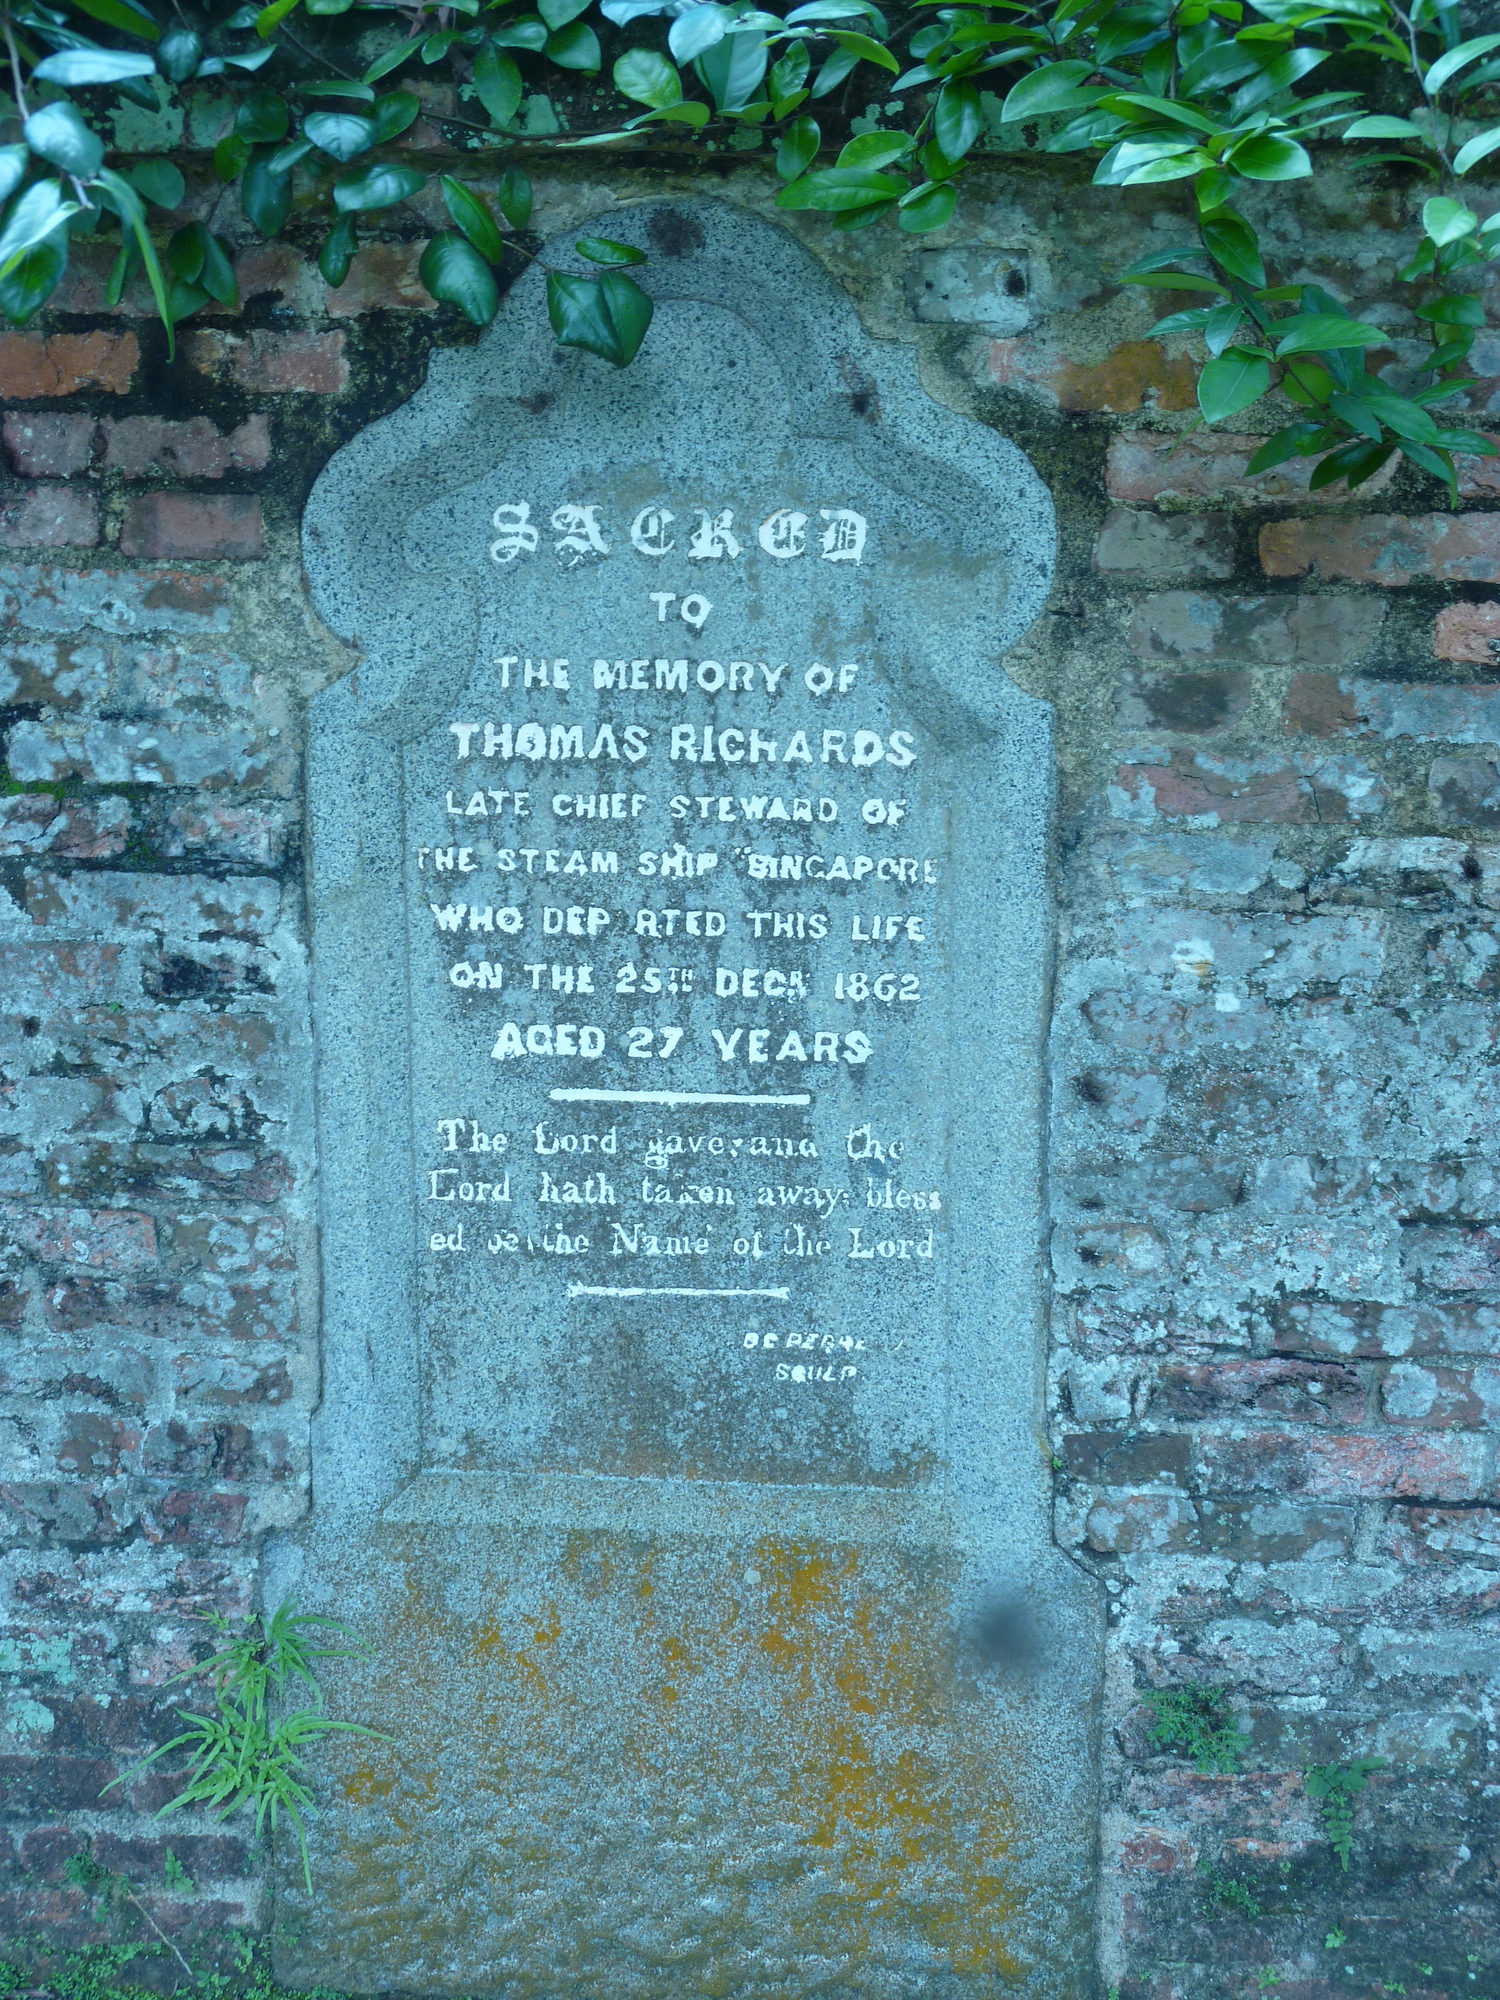 SACRED
TO
THE MEMORY OF
THOMAS RICHARDS
LATE CHIEF STEWARD OF
THE STEAM SHIP "SINGAPORE
WHO DEP RTED THIS LIFE
ON THE 25TH DECR 1862
AGED 27 YEARS
The Lord gave: and the
Lord hath taken away: bless
ed be the Name of the Lord
SCULP.